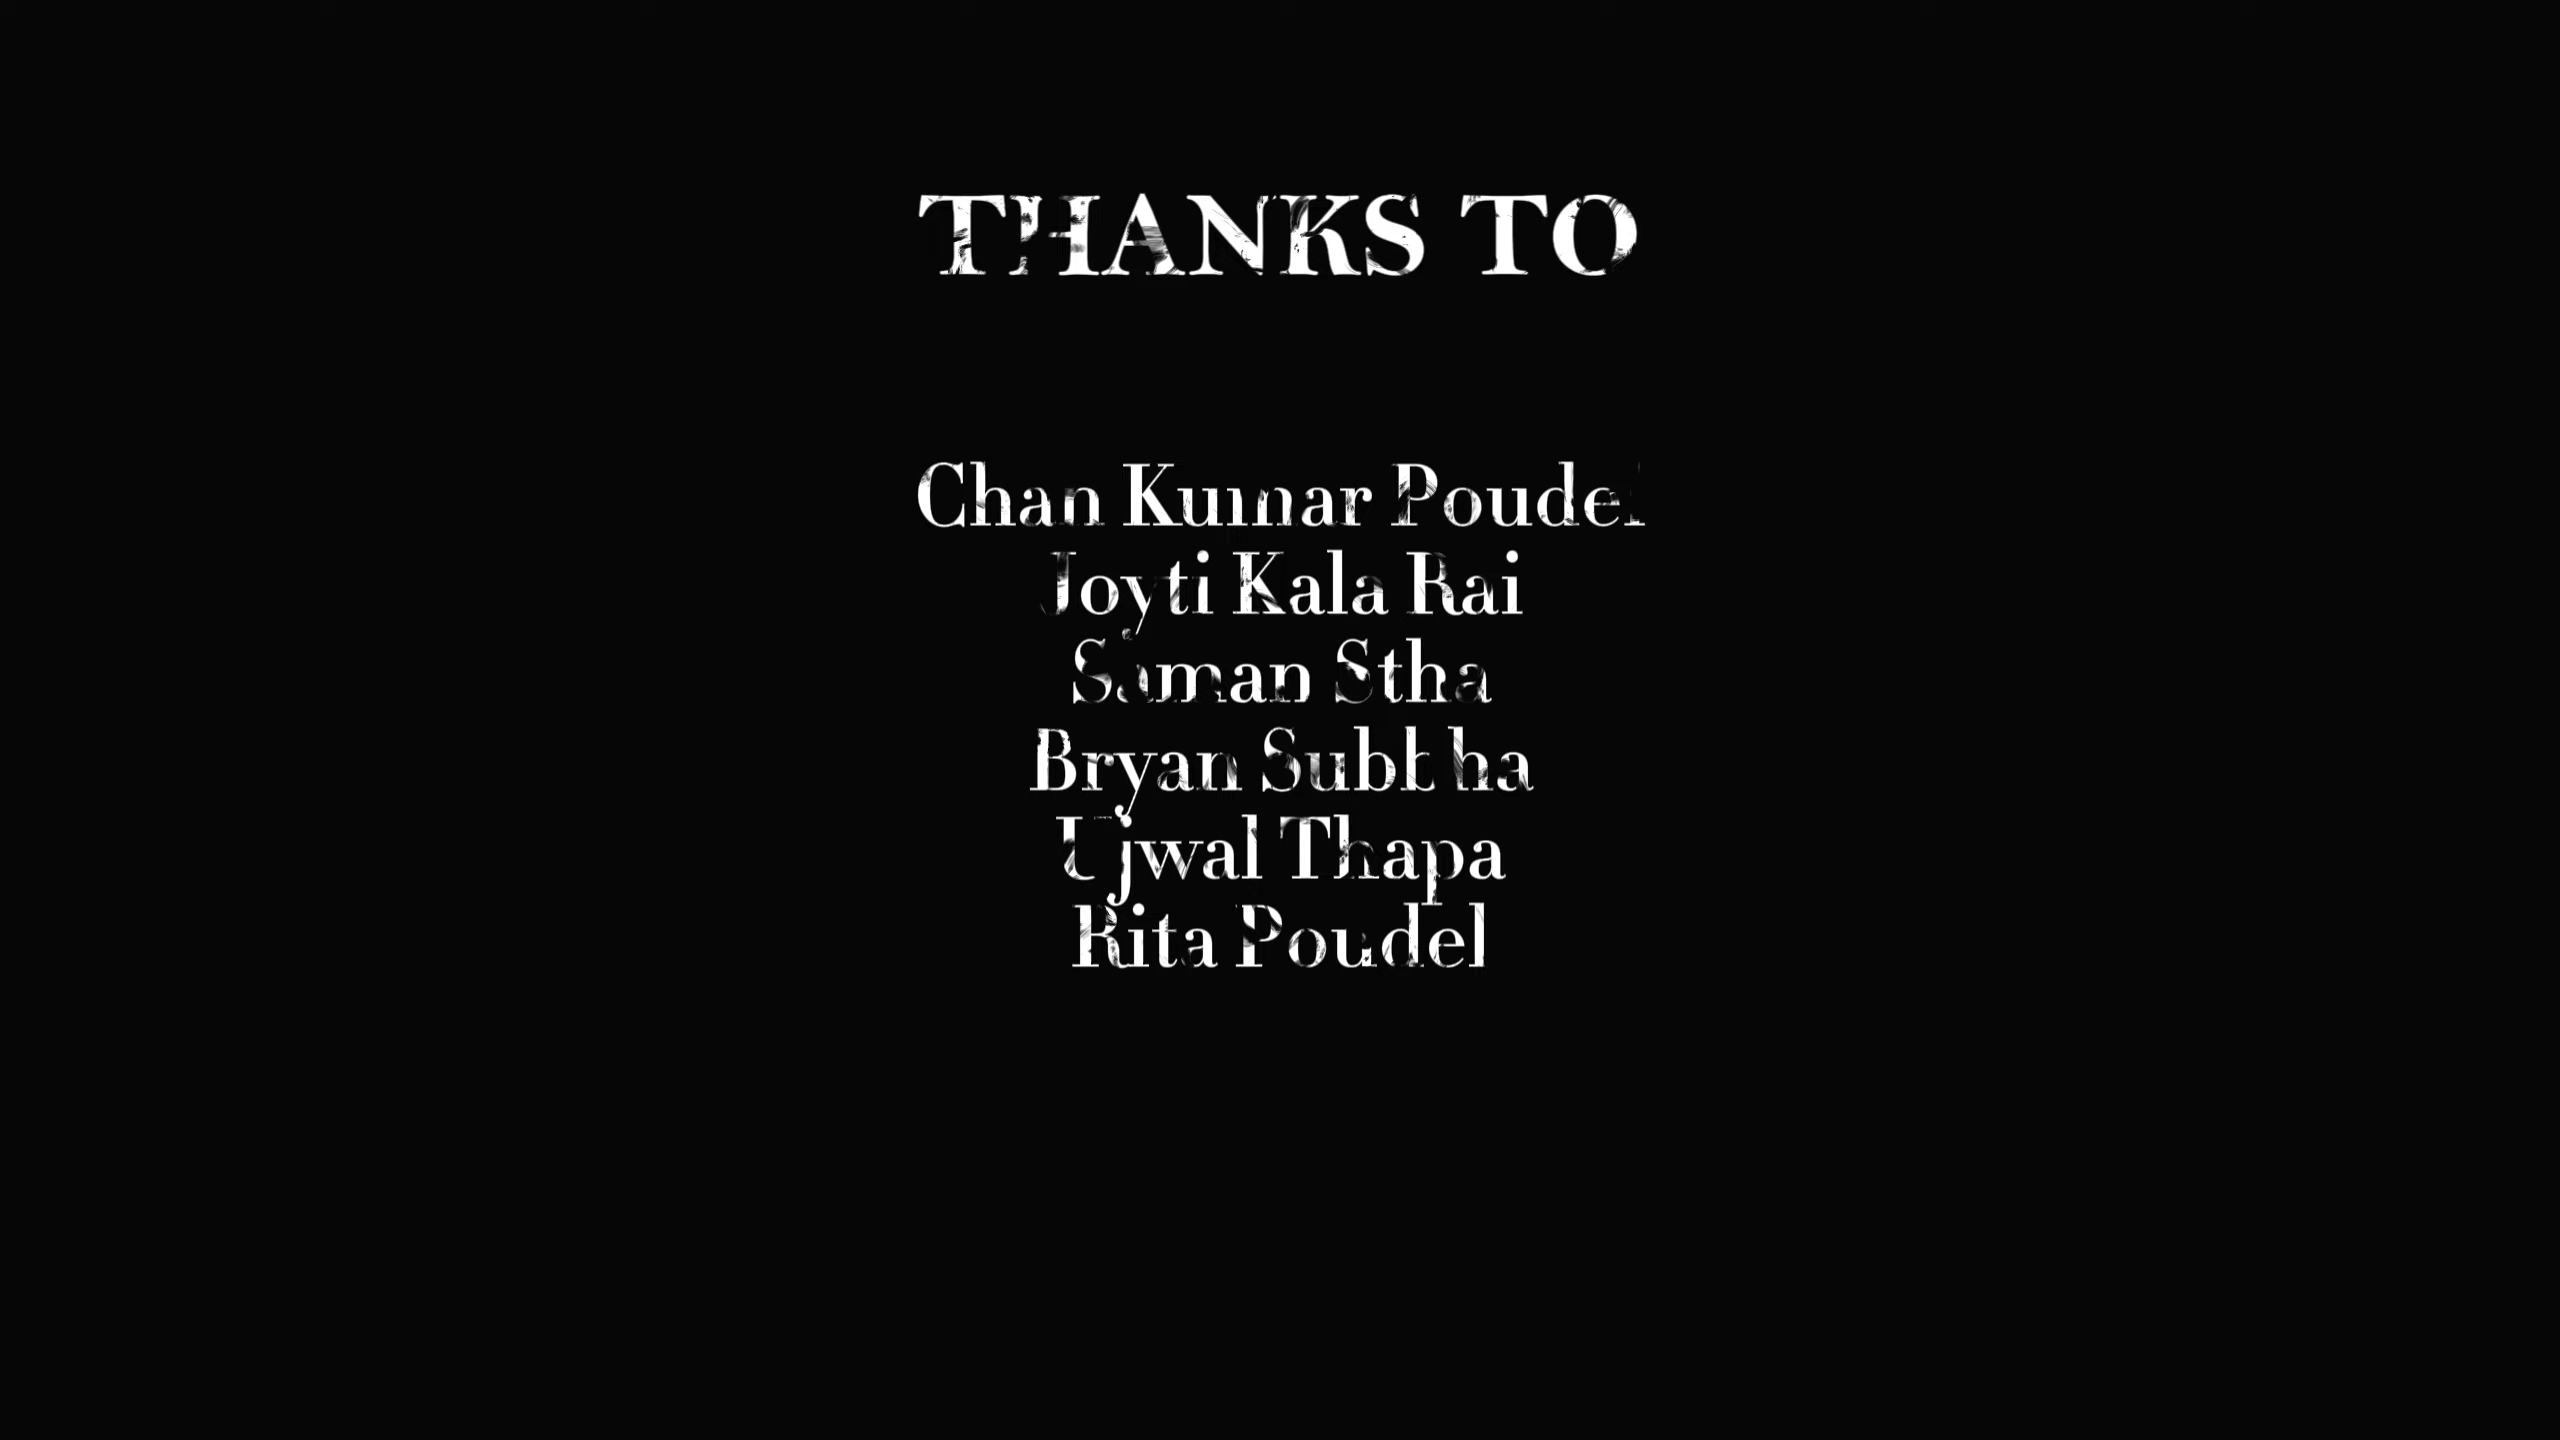 THANKS TO
Chan Kumar Poudel
Joyti Kala Rai
Saman Stha
Bryan Subbha
Ujwal Thapa
Rita Poudel